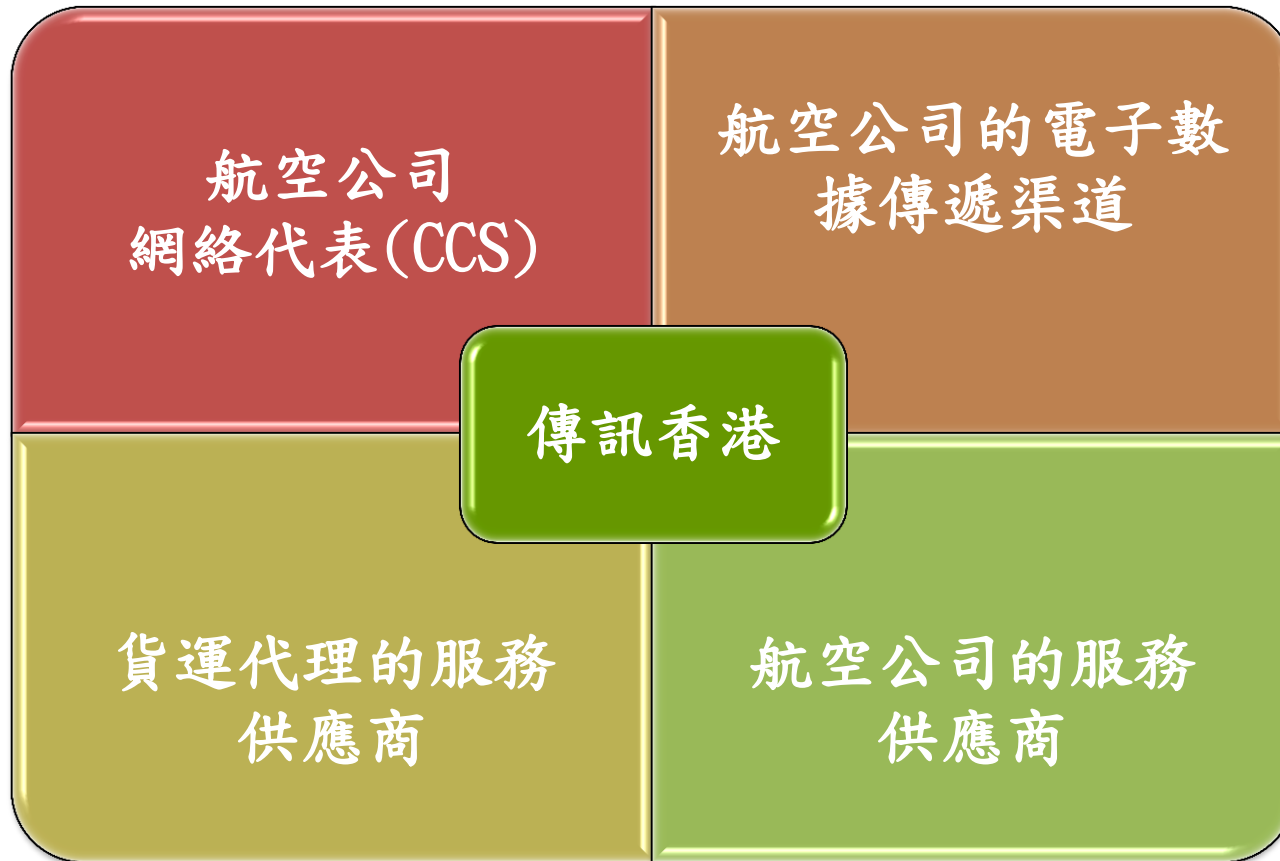 航空公司
網絡代表(CCS)
航空公司的電子數
據傳遞渠道
傳訊香港
貨運代理的服務
供應商
航空公司的服務
供應商